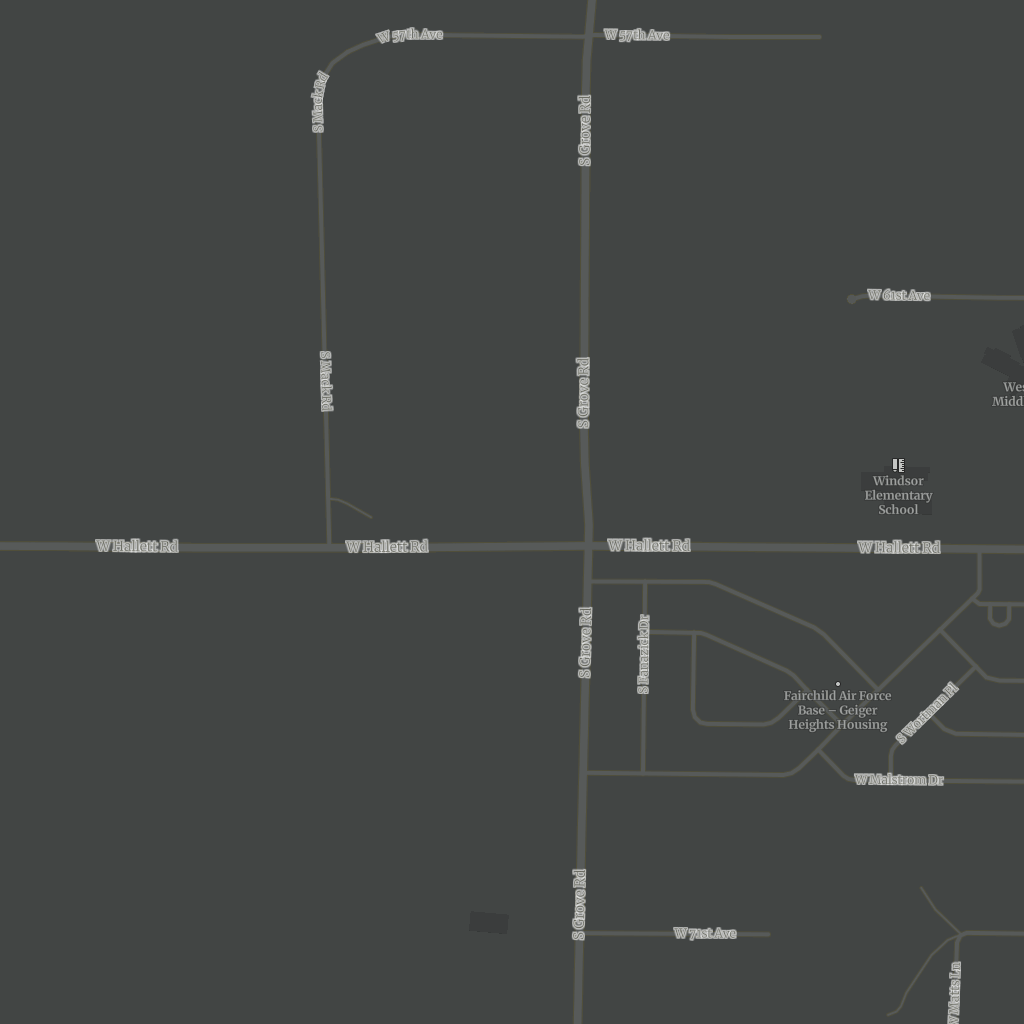 W 57th Ave
W 57th Ave
S Mack Rd
S Grove Rd
W 61st Ave
S Mack Rd
S Grove Rd
Windsor
Elementary
School
W Hallett Rd
W Hallett Rd
W Hallett Rd
W Hallett Rd
S Grove Rd
S Fanazick Dr
Fairchild Air Force
Base – Geiger
Heights Housing
S Wortman Pl
W Malstrom Dr
S Grove Rd
W 71st Ave